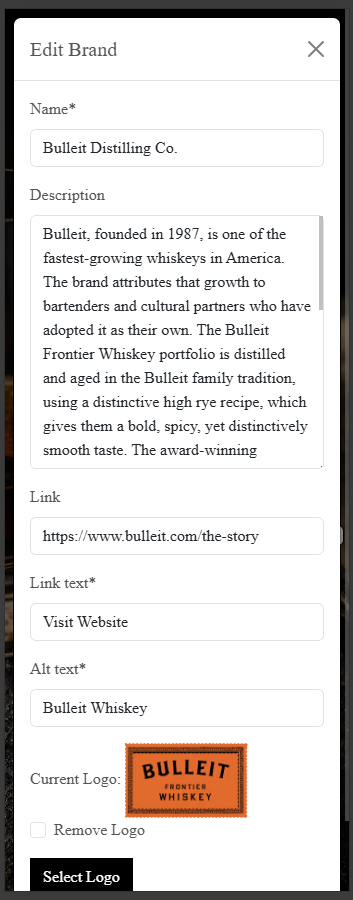 Edit Brand
Name*
Bulleit Distilling Co.
Description
Bulleit, founded in 1987, is one of the
fastest-growing whiskeys in America.
The brand attributes that growth to
bartenders and cultural partners who have
adopted it as their own. The Bulleit
Frontier Whiskey portfolio is distilled
and aged in the Bulleit family tradition,
using a distinctive high rye recipe, which
gives them a bold, spicy, yet distinctively
smooth taste. The award-winning
Link
https://www.bulleit.com/the-story
Link text*
Visit Website
Alt text*
Bulleit Whiskey
Current Logo:
BULLEIT
FRONTIER
WHISKEY
Remove Logo
Select Logo